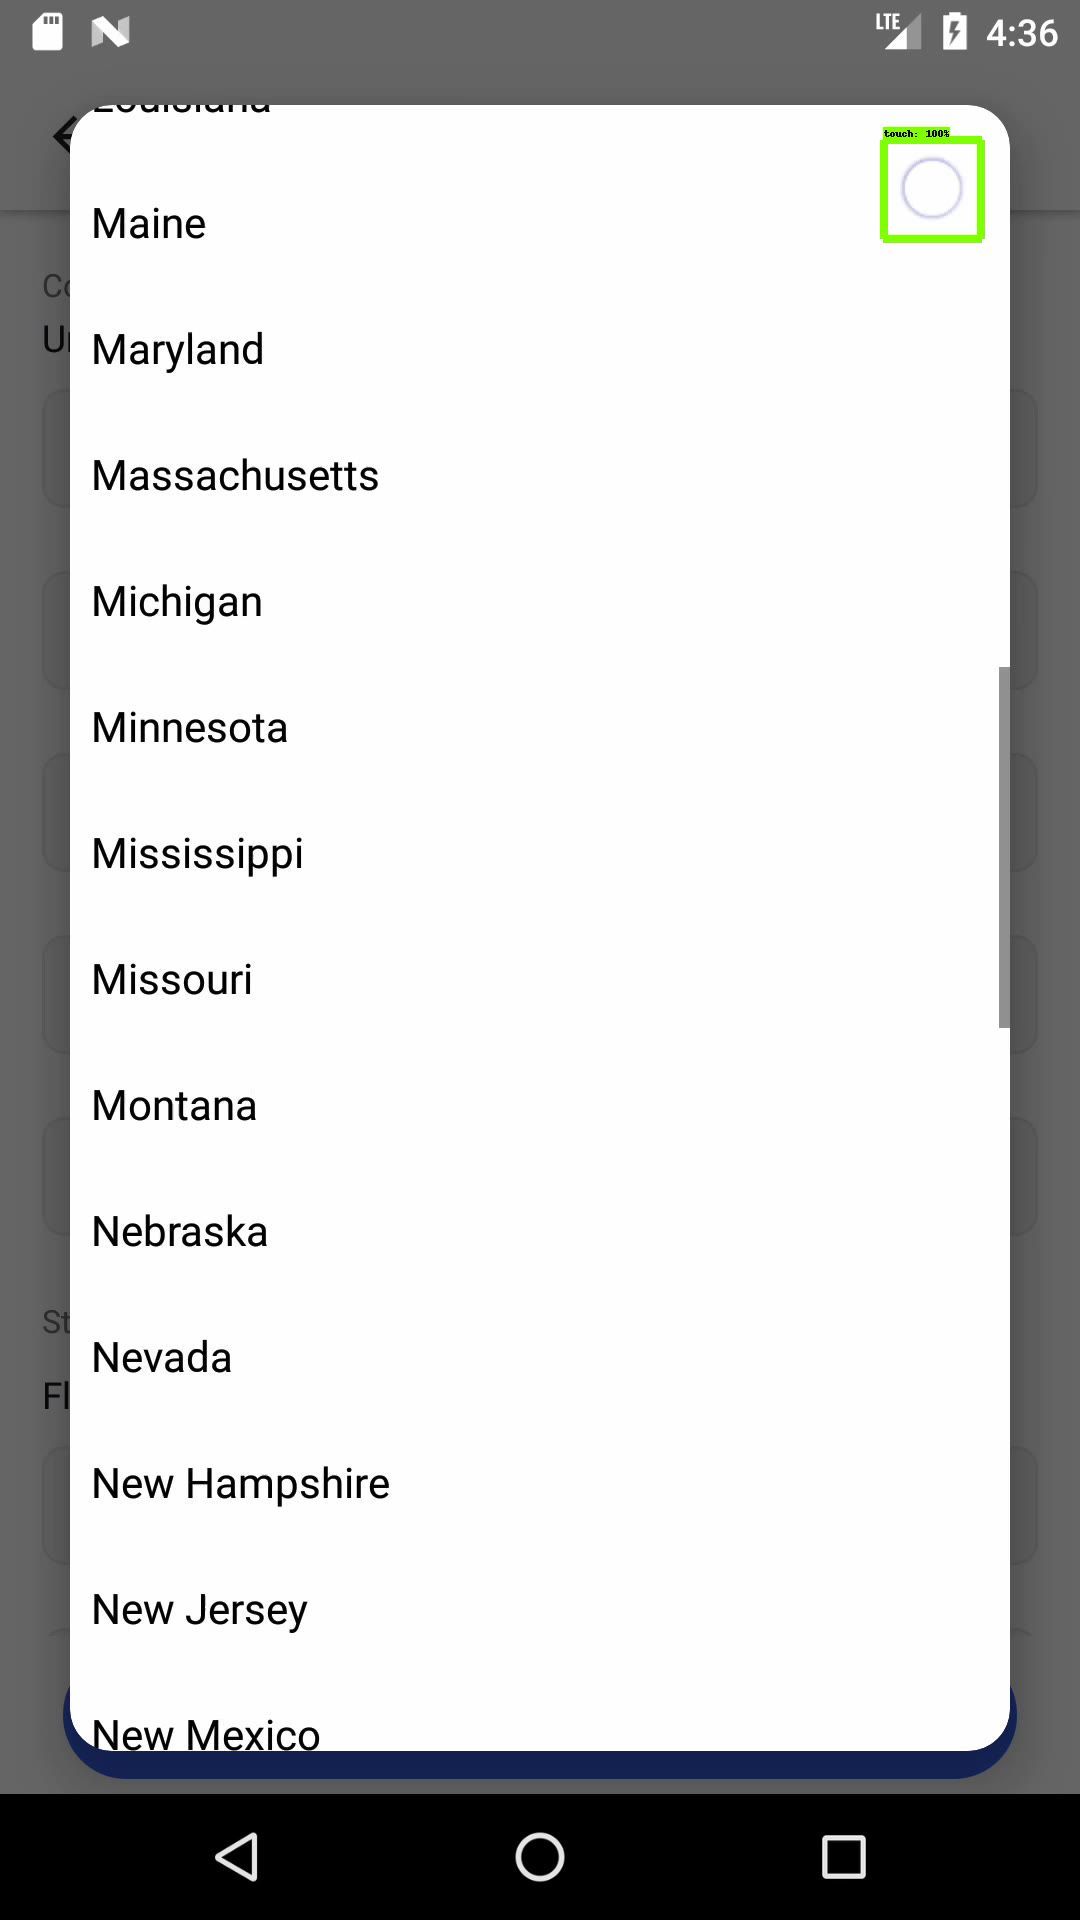 LTE 4:36
Louisiana
touch: 100%
Maine
Maryland
Massachusetts
Michigan
Minnesota
Mississippi
Missouri
Montana
Nebraska
Nevada
New Hampshire
New Jersey
New Mexico